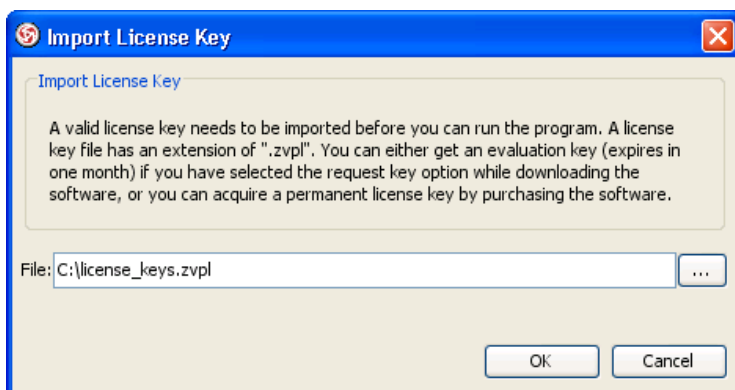 Import License Key
Import License Key
A valid license key needs to be imported before you can run the program. A license
key file has an extension of ".zvpl". You can either get an evaluation key (expires in
one month) if you have selected the request key option while downloading the
software, or you can acquire a permanent license key by purchasing the software.
File: C:\license_keys.zvpl ...
OK Cancel